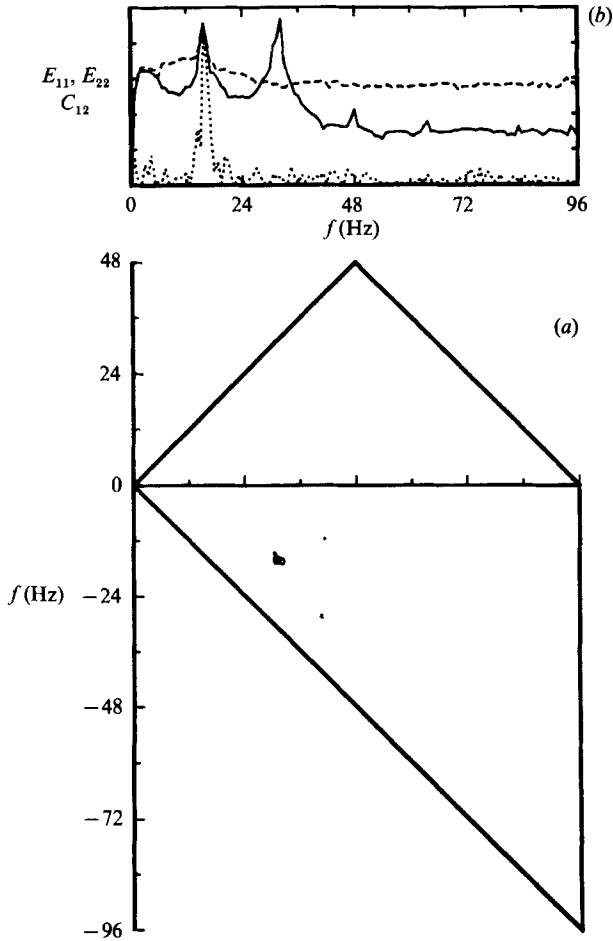 (b)
E₁₁, E₂₂
C₁₂
0 24 48 72 96
f (Hz)
48
(a)
24
0
f (Hz)
−24
−48
−72
−96